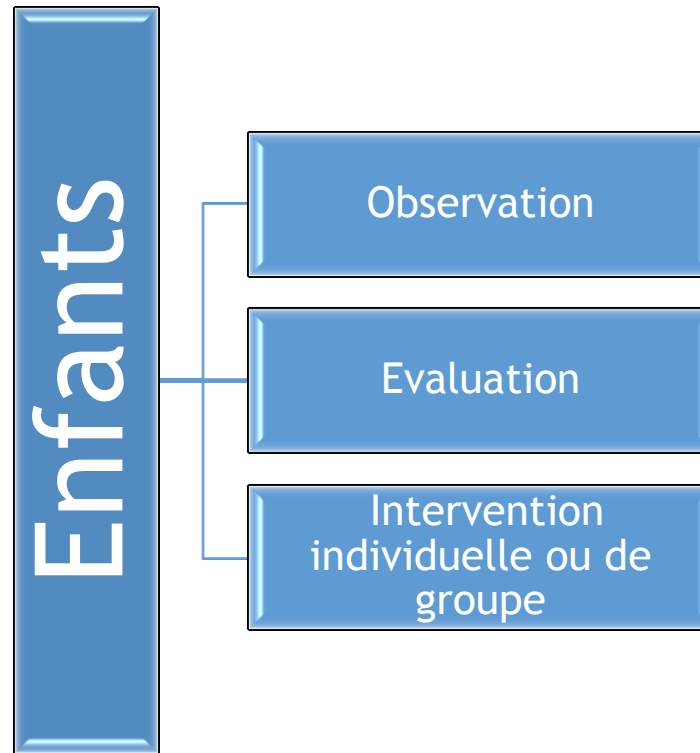 Enfants
Observation
Evaluation
Intervention
individuelle ou de
groupe